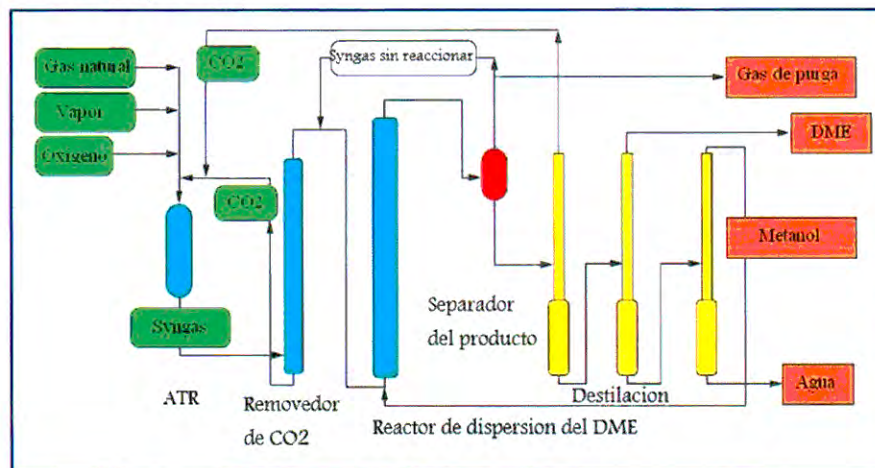 Gas natural
Vapor
Oxigeno
CO2
Syngas sin reaccionar
Gas de purga
DME
CO2
Metanol
Syngas
Separador
del producto
ATR
Removedor
de CO2
Destilacion
Agua
Reactor de dispersion del DME